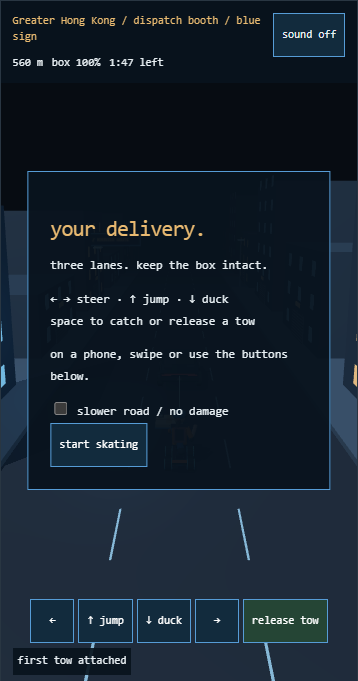 Greater Hong Kong / dispatch booth / blue
sign
sound off
560 m box 100% 1:47 left
your delivery.
three lanes. keep the box intact.
← → steer · ↑ jump · ↓ duck
space to catch or release a tow
on a phone, swipe or use the buttons
below.
slower road / no damage
start skating
←
↑ jump
↓ duck
→
release tow
first tow attached